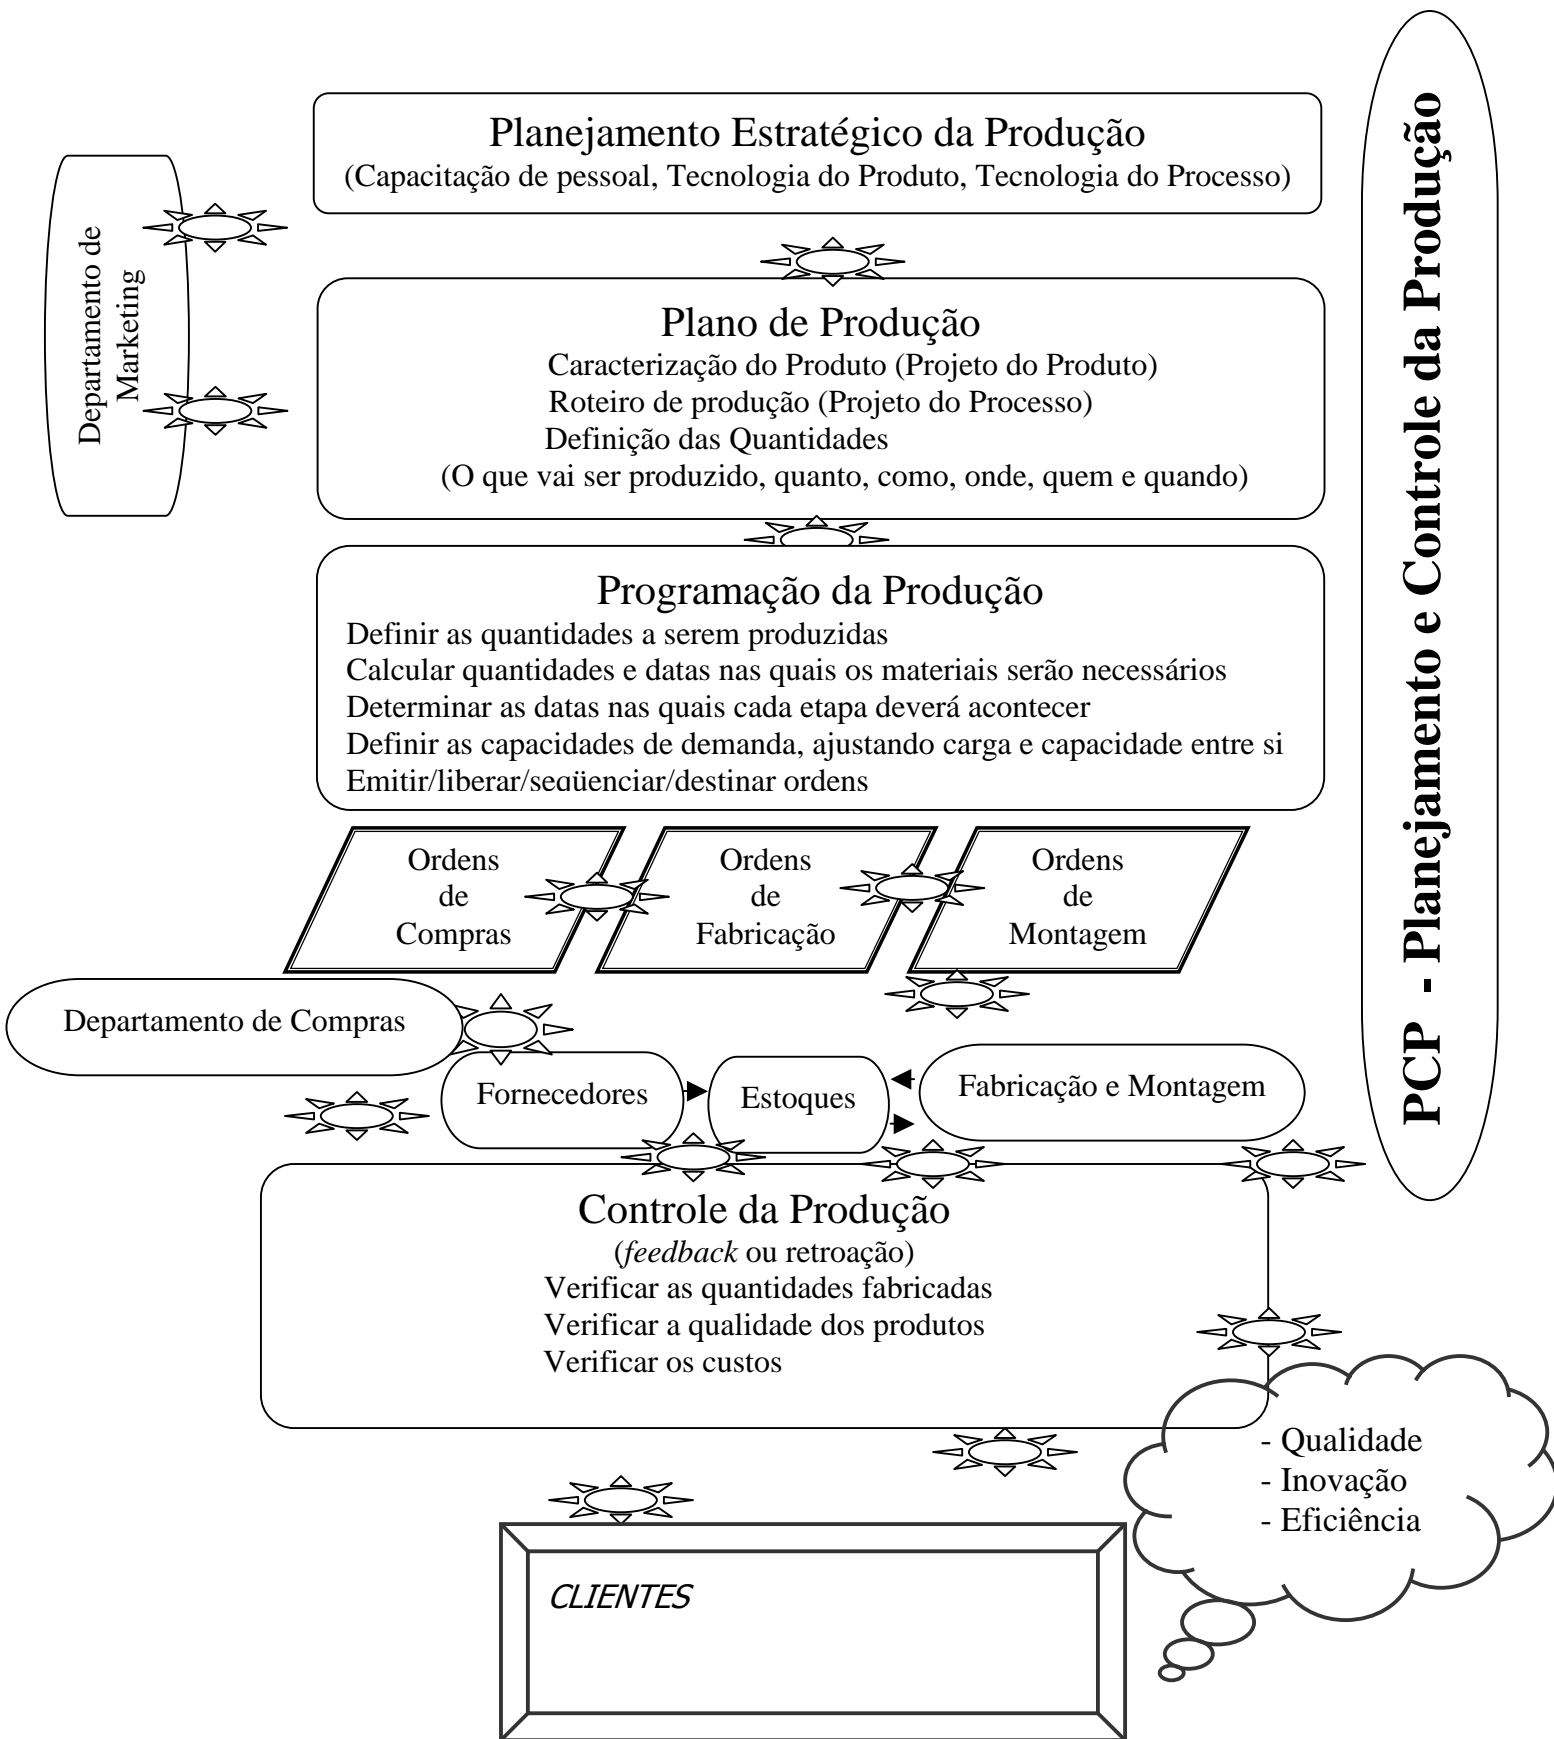 Planejamento Estratégico da Produção
(Capacitação de pessoal, Tecnologia do Produto, Tecnologia do Processo)
Departamento de
Marketing
Plano de Produção
Caracterização do Produto (Projeto do Produto)
Roteiro de produção (Projeto do Processo)
Definição das Quantidades
(O que vai ser produzido, quanto, como, onde, quem e quando)
Programação da Produção
Definir as quantidades a serem produzidas
Calcular quantidades e datas nas quais os materiais serão necessários
Determinar as datas nas quais cada etapa deverá acontecer
Definir as capacidades de demanda, ajustando carga e capacidade entre si
Emitir/liberar/seqüenciar/destinar ordens
Ordens
de
Compras
Ordens
de
Fabricação
Ordens
de
Montagem
Departamento de Compras
Fornecedores
Estoques
Fabricação e Montagem
Controle da Produção
(feedback ou retroação)
Verificar as quantidades fabricadas
Verificar a qualidade dos produtos
Verificar os custos
- Qualidade
- Inovação
- Eficiência
CLIENTES
PCP - Planejamento e Controle da Produção